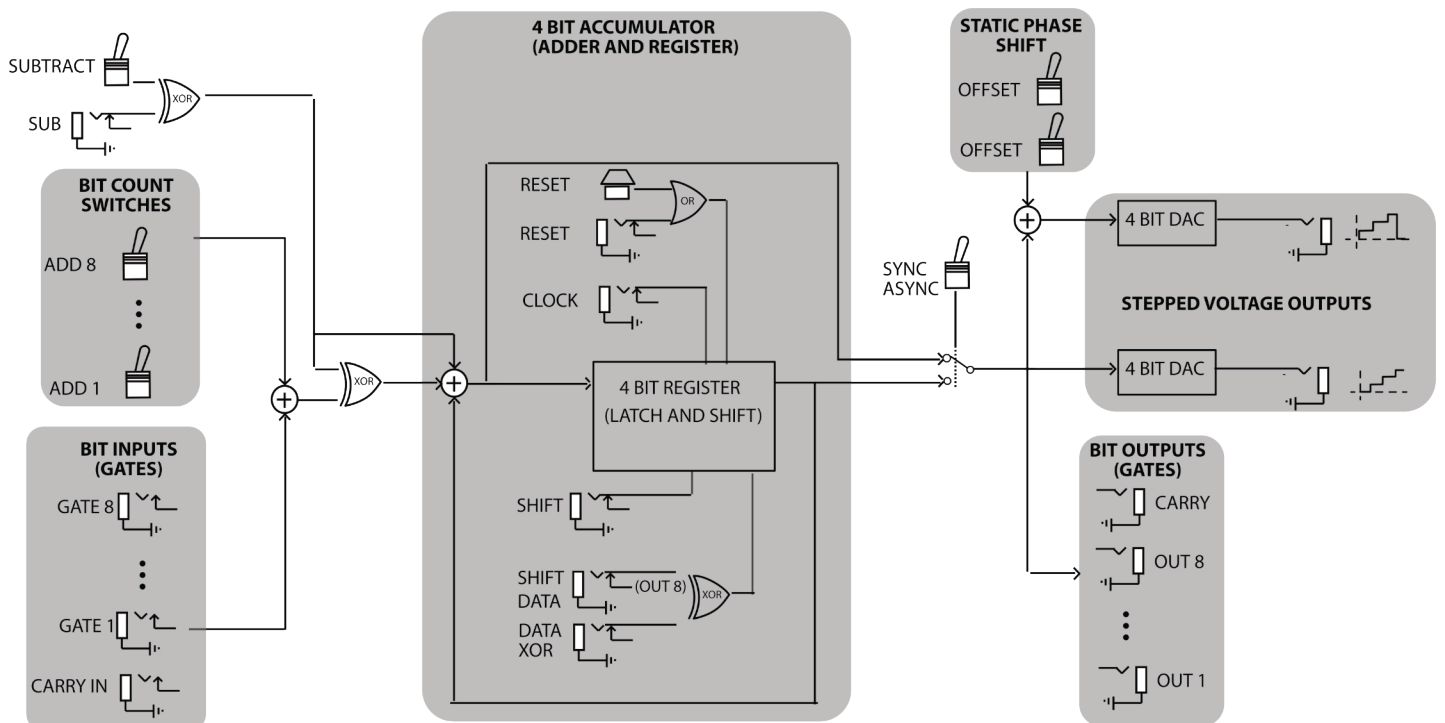 SUBTRACT
XOR
SUB
BIT COUNT
SWITCHES
ADD 8
ADD 1
XOR
BIT INPUTS
(GATES)
GATE 8
GATE 1
CARRY IN
4 BIT ACCUMULATOR
(ADDER AND REGISTER)
RESET
OR
RESET
CLOCK
4 BIT REGISTER
(LATCH AND SHIFT)
SHIFT
SHIFT
DATA
(OUT 8)
XOR
DATA
XOR
SYNC
ASYNC
STATIC PHASE
SHIFT
OFFSET
OFFSET
4 BIT DAC
STEPPED VOLTAGE OUTPUTS
4 BIT DAC
BIT OUTPUTS
(GATES)
CARRY
OUT 8
OUT 1